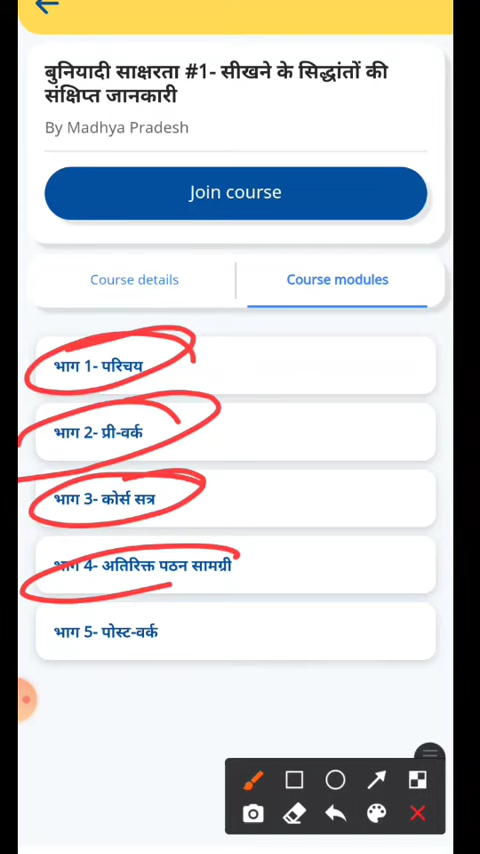 बुनियादी साक्षरता #1- सीखने के सिद्धांतों की
संक्षिप्त जानकारी
By Madhya Pradesh
Join course
Course details
Course modules
भाग 1- परिचय
भाग 2- प्री-वर्क
भाग 3- कोर्स सत्र
भाग 4- अतिरिक्त पठन सामग्री
भाग 5- पोस्ट-वर्क